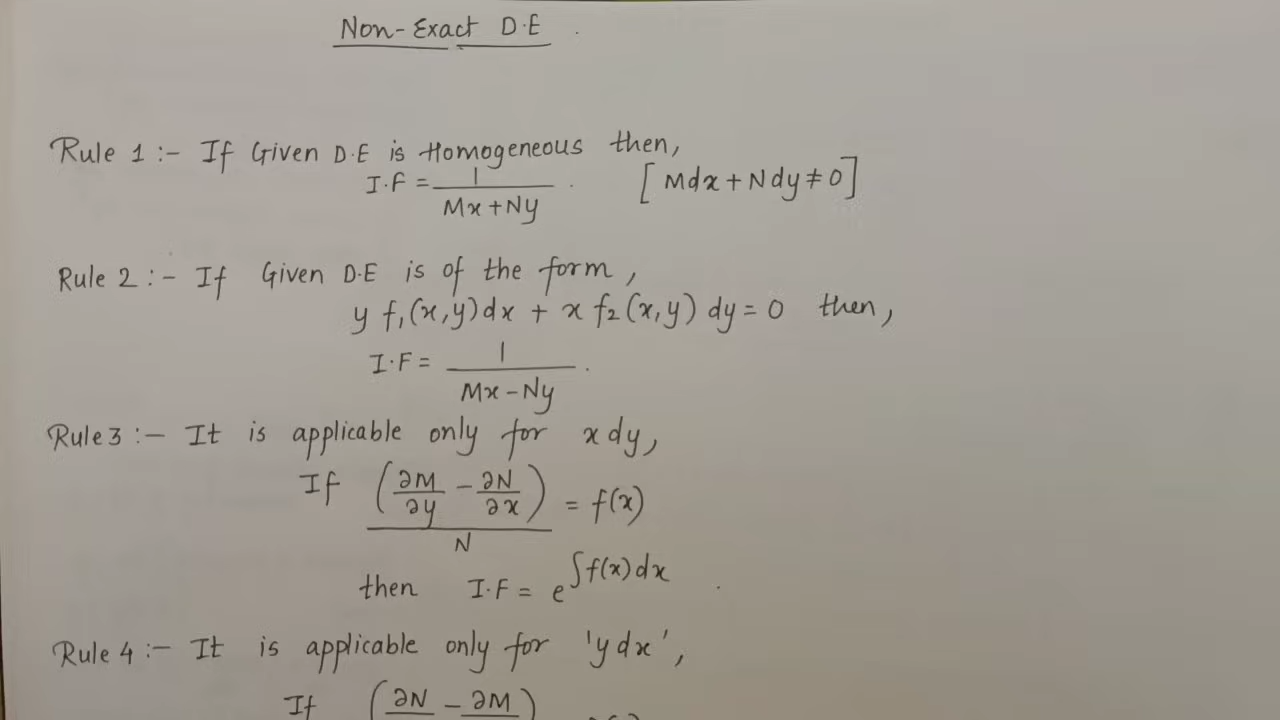 Non-Exact D.E
Rule 1 :- If Given D.E is Homogeneous then,
I.F = 1/(Mx+Ny) . [Mdx + Ndy ≠ 0]
Rule 2 :- If Given D.E is of the form,
y f₁(x,y)dx + x f₂(x,y) dy = 0 then,
I.F = 1/(Mx-Ny) .
Rule 3 :- It is applicable only for x dy,
If (∂M/∂y - ∂N/∂x)/N = f(x)
then I.F = e^∫f(x)dx .
Rule 4 :- It is applicable only for 'y dx',
If (∂N - ∂M)